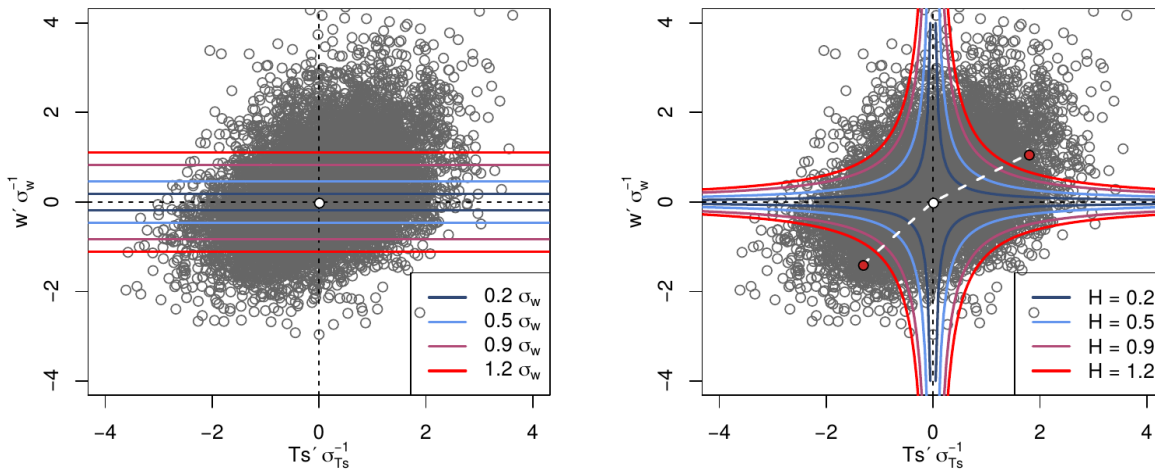 4
2
0
−2
−4
w′ σw⁻¹
−4 −2 0 2 4
Ts′ σTs⁻¹
0.2 σw
0.5 σw
0.9 σw
1.2 σw
4
2
0
−2
−4
w′ σw⁻¹
−4 −2 0 2 4
Ts′ σTs⁻¹
H = 0.2
H = 0.5
H = 0.9
H = 1.2